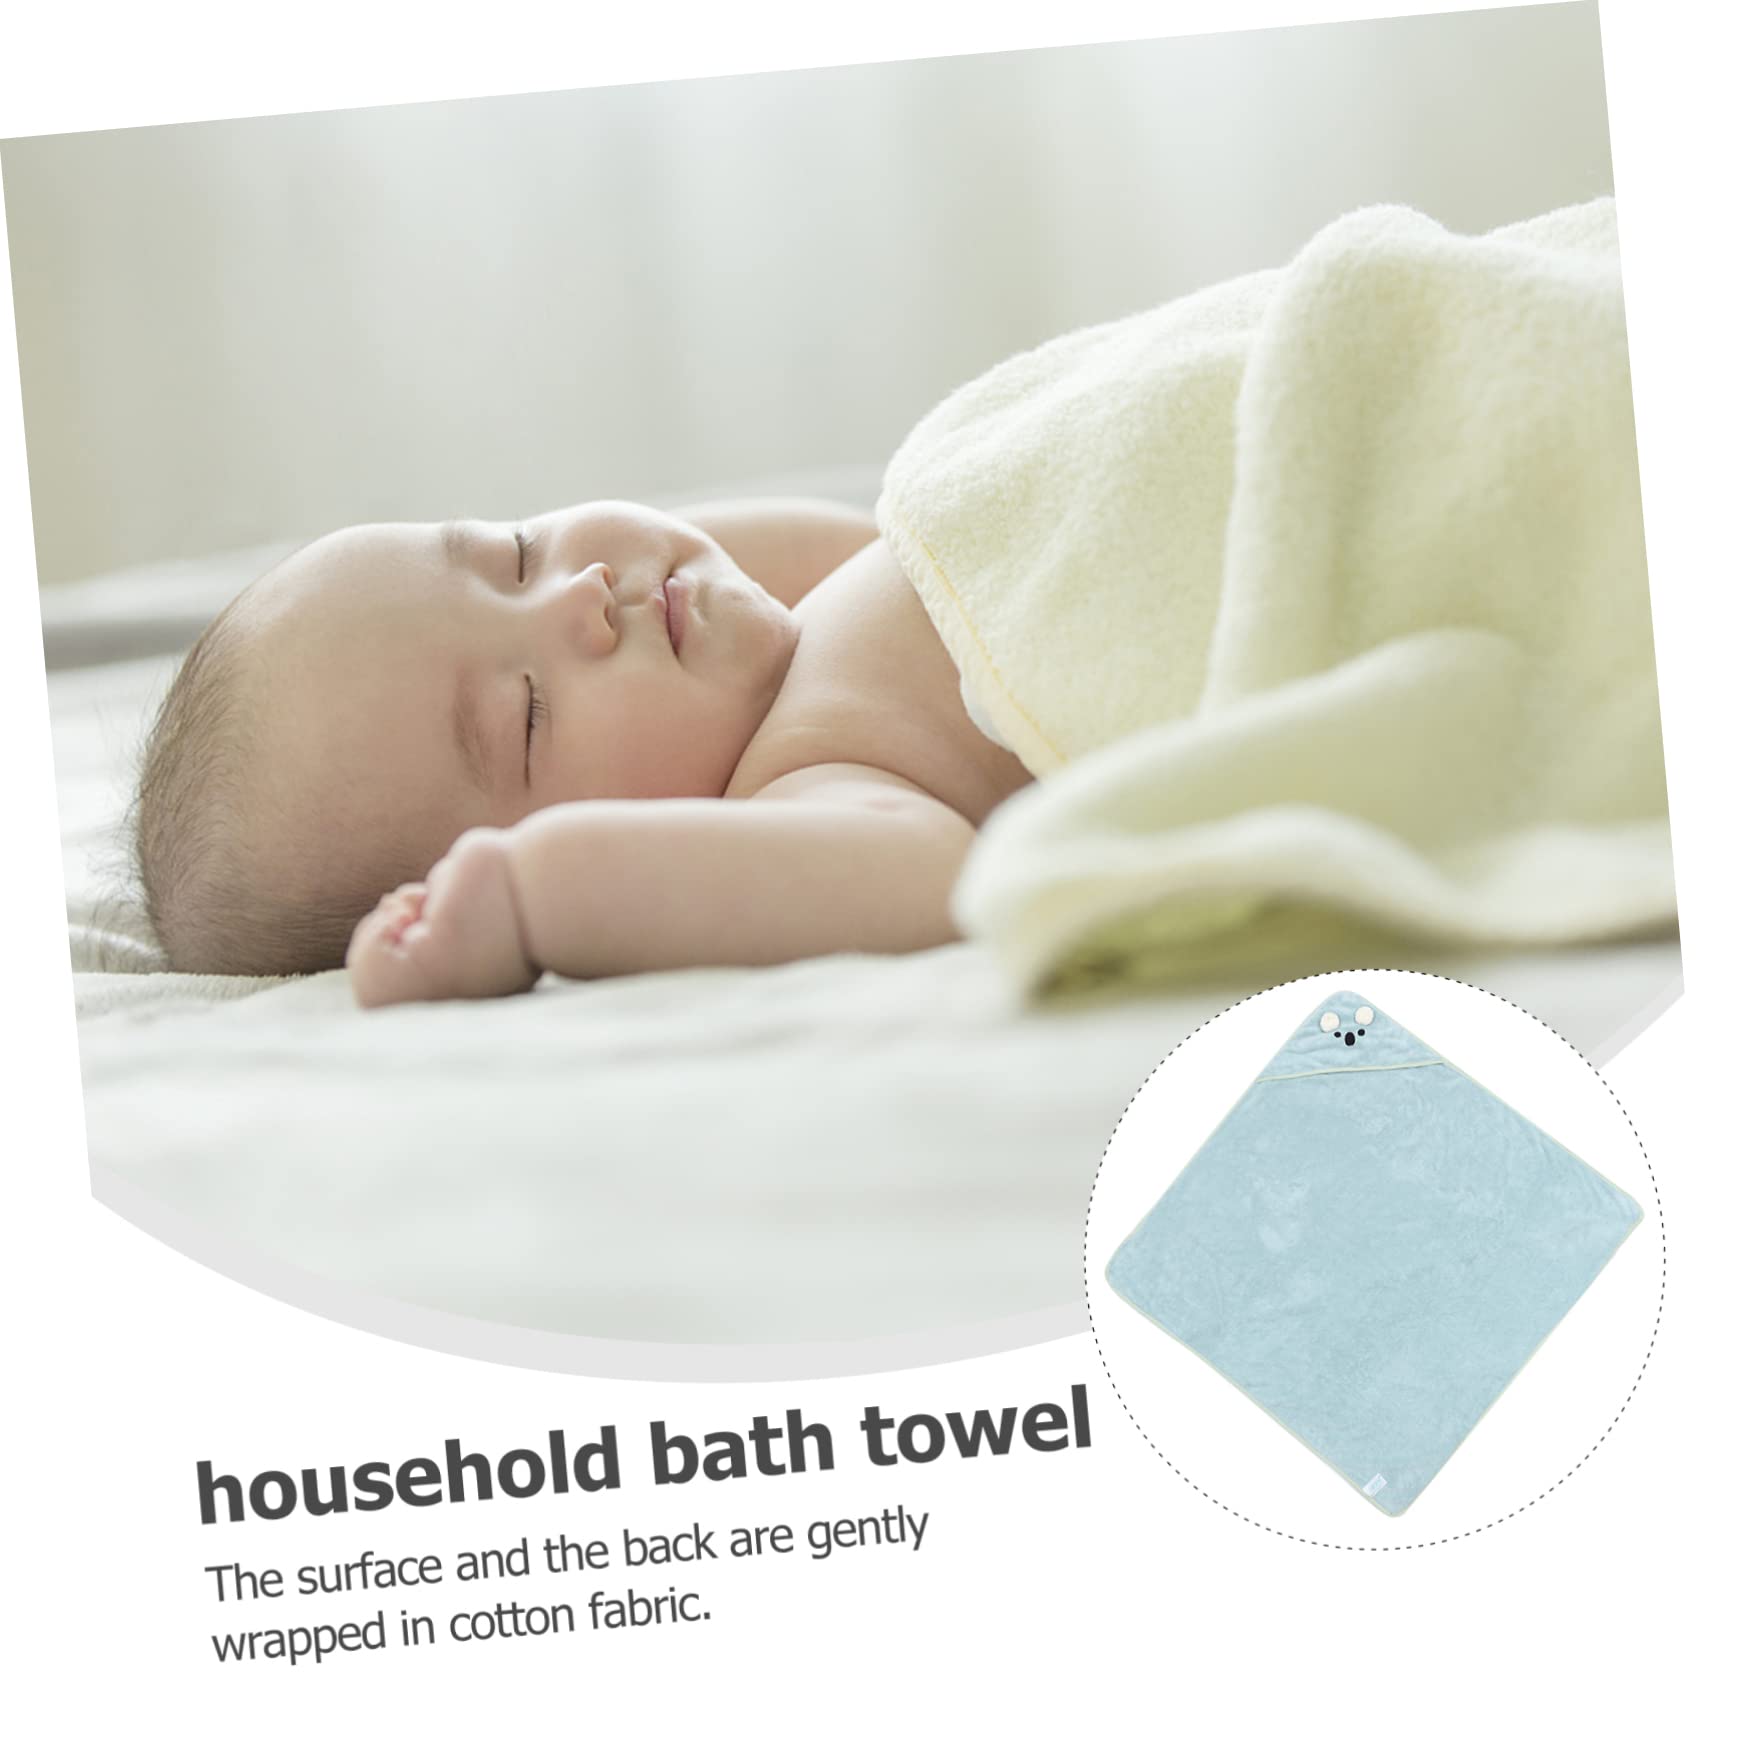 household bath towel
The surface and the back are gently
wrapped in cotton fabric.